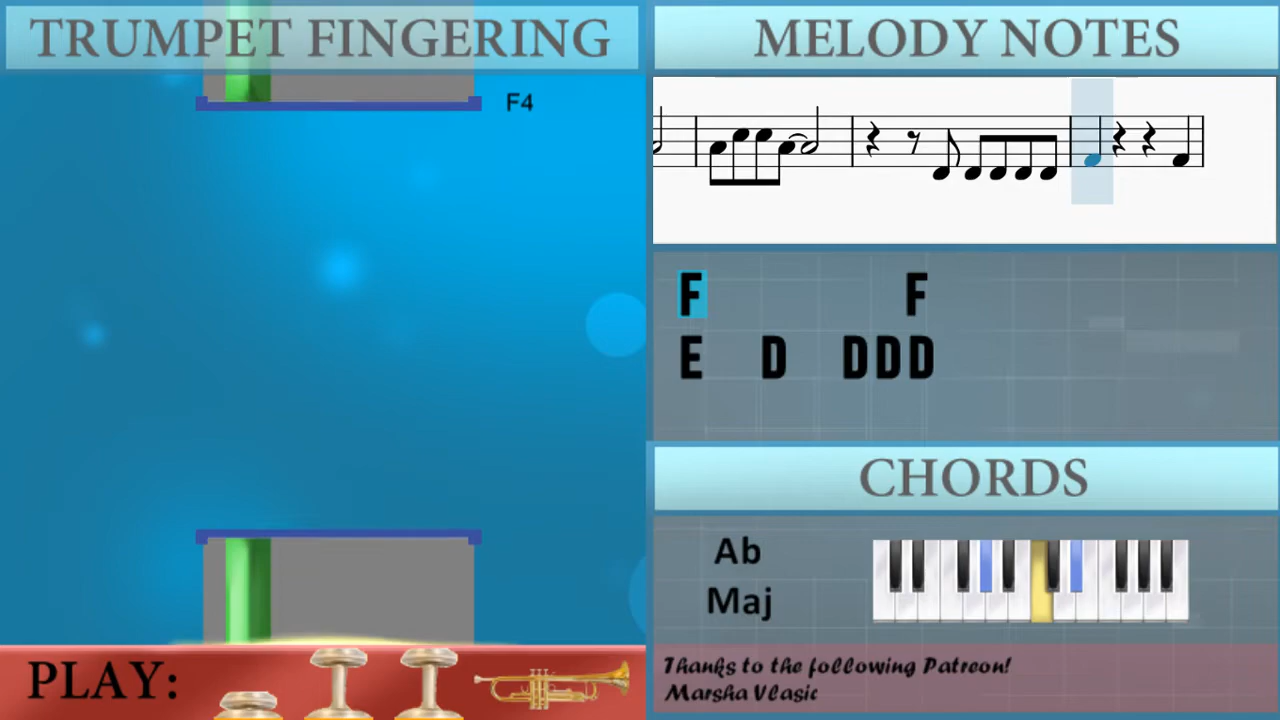 TRUMPET FINGERING
F4
PLAY:
MELODY NOTES
F F
E D DDD
CHORDS
Ab
Maj
Thanks to the following Patreon!
Marsha Vlasic